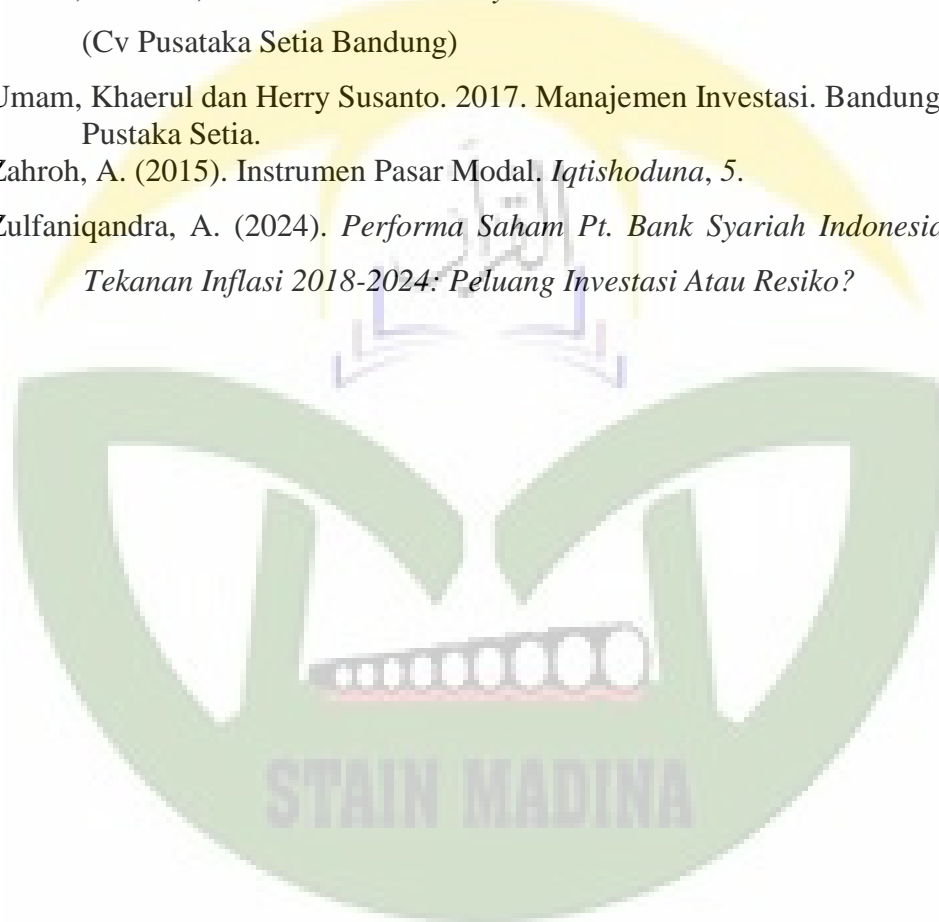 (Cv Pusataka Setia Bandung)
Umam, Khaerul dan Herry Susanto. 2017. Manajemen Investasi. Bandung
Pustaka Setia.
Zahroh, A. (2015). Instrumen Pasar Modal. Iqtishoduna, 5.
Zulfaniqandra, A. (2024). Performa Saham Pt. Bank Syariah Indonesia
Tekanan Inflasi 2018-2024: Peluang Investasi Atau Resiko?
القرآن
STAIN MADINA